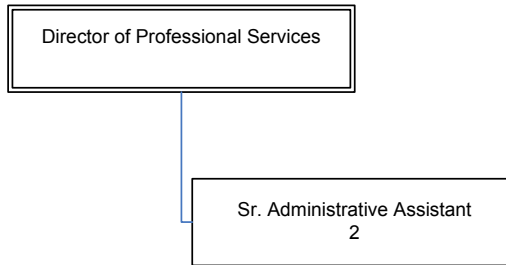 Director of Professional Services
Sr. Administrative Assistant
2